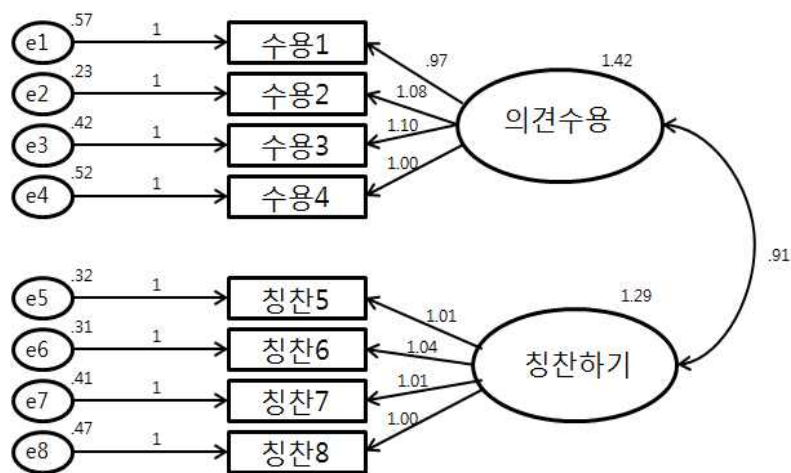 .57
e1 1 수용1
.97
1.42
.23
e2 1 수용2
1.08
의견수용
.42
e3 1 수용3
1.10
.52
e4 1 수용4
1.00
.91
.32
e5 1 칭찬5
1.01
1.29
.31
e6 1 칭찬6
1.04
칭찬하기
.41
e7 1 칭찬7
1.01
.47
e8 1 칭찬8
1.00